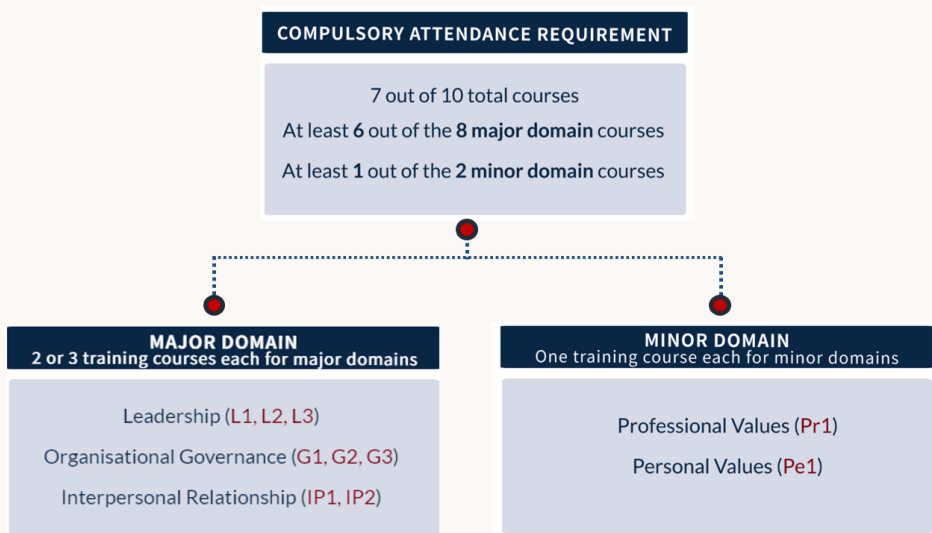 COMPULSORY ATTENDANCE REQUIREMENT
7 out of 10 total courses
At least 6 out of the 8 major domain courses
At least 1 out of the 2 minor domain courses
MAJOR DOMAIN
2 or 3 training courses each for major domains
Leadership (L1, L2, L3)
Organisational Governance (G1, G2, G3)
Interpersonal Relationship (IP1, IP2)
MINOR DOMAIN
One training course each for minor domains
Professional Values (Pr1)
Personal Values (Pe1)